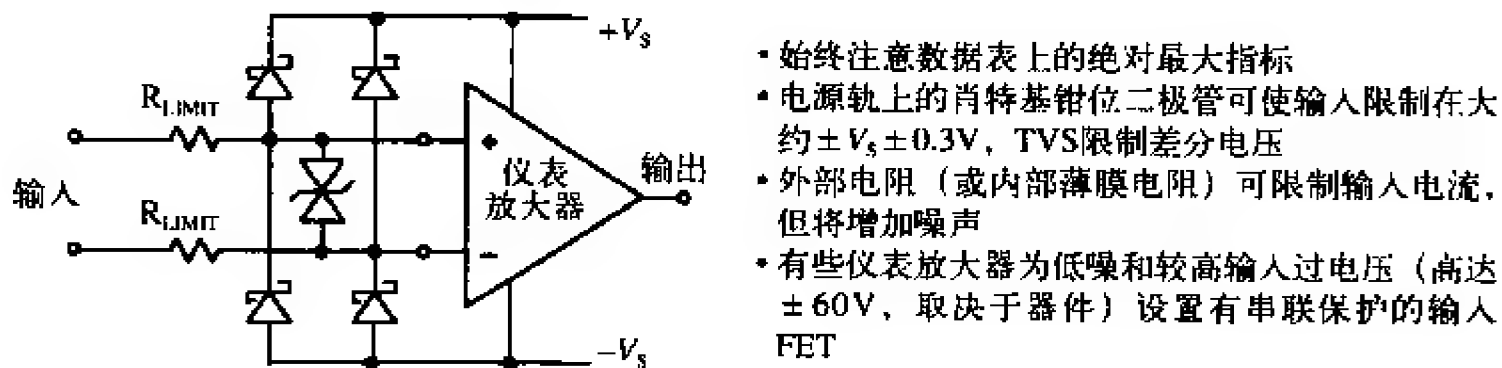 +VS
RLIMIT
输入
RLIMIT
+
仪表
放大器
−
输出
−VS
• 始终注意数据表上的绝对最大指标
• 电源轨上的肖特基钳位二极管可使输入限制在大
约±VS±0.3V，TVS限制差分电压
• 外部电阻（或内部薄膜电阻）可限制输入电流，
但将增加噪声
• 有些仪表放大器为低噪和较高输入过电压（高达
±60V，取决于器件）设置有串联保护的输入
FET